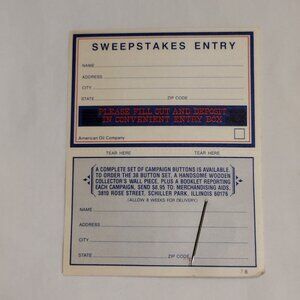 SWEEPSTAKES ENTRY
NAME
ADDRESS
CITY
STATE ZIP CODE
PLEASE FILL OUT AND DEPOSIT
IN CONVENIENT ENTRY BOX
American Oil Company
TEAR HERE TEAR HERE
A COMPLETE SET OF CAMPAIGN BUTTONS IS AVAILABLE.
TO ORDER THE 38 BUTTON SET, A HANDSOME WOODEN
COLLECTOR'S WALL PIECE, PLUS A BOOKLET REPORTING
EACH CAMPAIGN, SEND $8.95 TO: MERCHANDISING AIDS,
3819 ROSE STREET, SCHILLER PARK, ILLINOIS 60176
(ALLOW 8 WEEKS FOR DELIVERY)
NAME
ADDRESS
CITY
STATE ZIP CODE